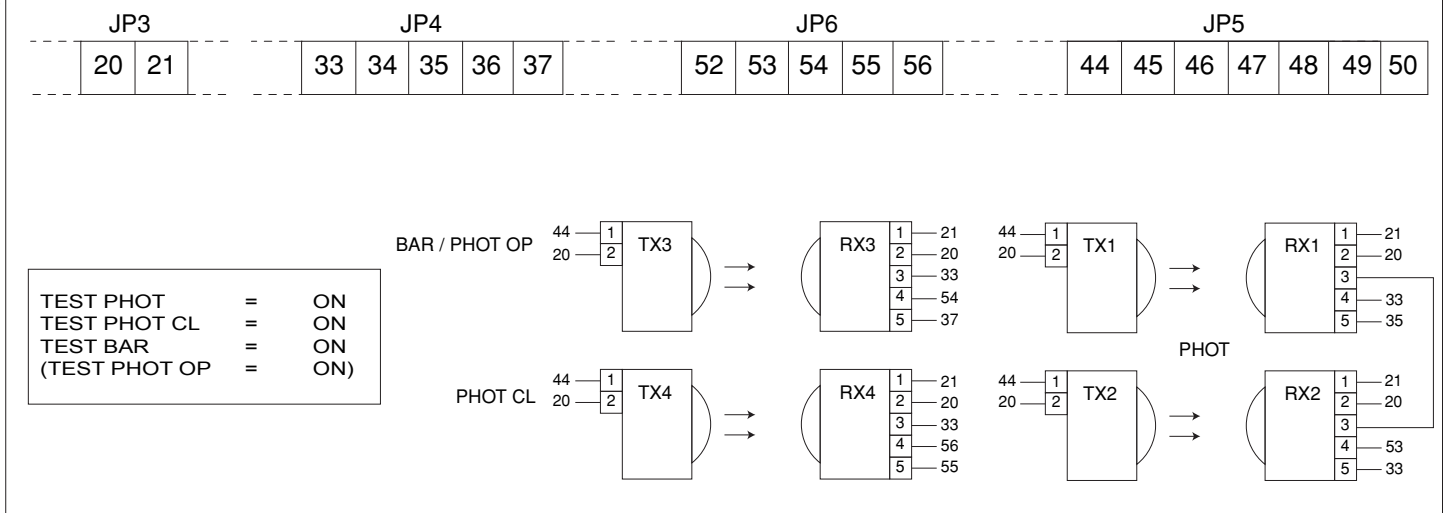 JP3 JP4 JP6 JP5
20 21 33 34 35 36 37 52 53 54 55 56 44 45 46 47 48 49 50
BAR / PHOT OP
44 1 TX3
20 2
RX3 1 21
2 20
3 33
4 54
5 37
44 1 TX1
20 2
RX1 1 21
2 20
3
4 33
5 35
TEST PHOT = ON
TEST PHOT CL = ON
TEST BAR = ON
(TEST PHOT OP = ON)
PHOT
PHOT CL
44 1 TX4
20 2
RX4 1 21
2 20
3 33
4 56
5 55
44 1 TX2
20 2
RX2 1 21
2 20
3
4 53
5 33